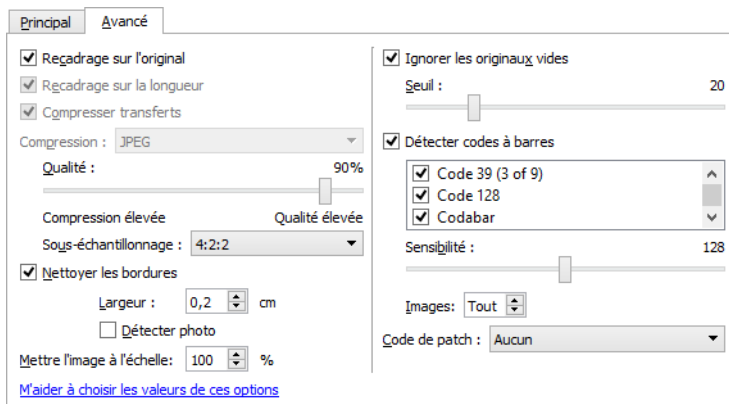 Principal
Avancé
Recadrage sur l'original
Recadrage sur la longueur
Compresser transferts
Compression : JPEG
Qualité : 90%
Compression élevée Qualité élevée
Sous-échantillonnage : 4:2:2
Nettoyer les bordures
Largeur : 0,2 cm
Détecter photo
Mettre l'image à l'échelle: 100 %
M'aider à choisir les valeurs de ces options
Ignorer les originaux vides
Seuil : 20
Détecter codes à barres
Code 39 (3 of 9)
Code 128
Codabar
Sensibilité : 128
Images: Tout
Code de patch : Aucun